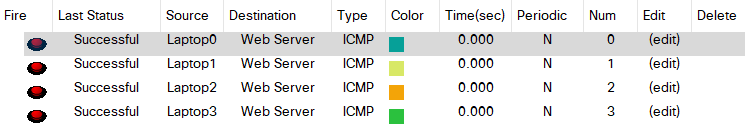 Fire Last Status Source Destination Type Color Time(sec) Periodic Num Edit Delete
Successful Laptop0 Web Server ICMP 0.000 N 0 (edit)
Successful Laptop1 Web Server ICMP 0.000 N 1 (edit)
Successful Laptop2 Web Server ICMP 0.000 N 2 (edit)
Successful Laptop3 Web Server ICMP 0.000 N 3 (edit)